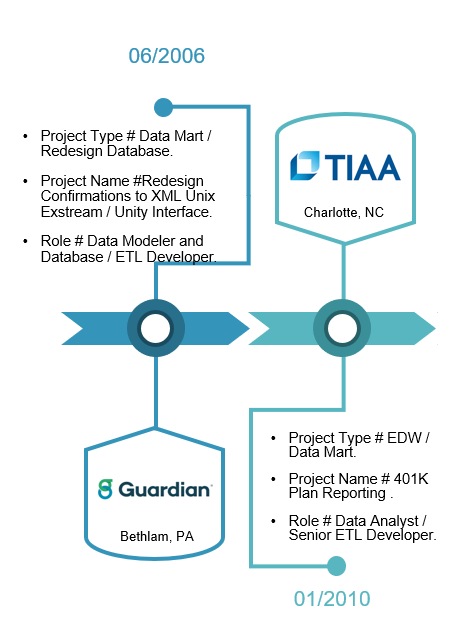 06/2006
• Project Type # Data Mart /
Redesign Database.
• Project Name #Redesign
Confirmations to XML Unix
Exstream / Unity Interface.
• Role # Data Modeler and
Database / ETL Developer.
TIAA
Charlotte, NC
Guardian
Bethlam, PA
• Project Type # EDW /
Data Mart.
• Project Name # 401K
Plan Reporting .
• Role # Data Analyst /
Senior ETL Developer.
01/2010